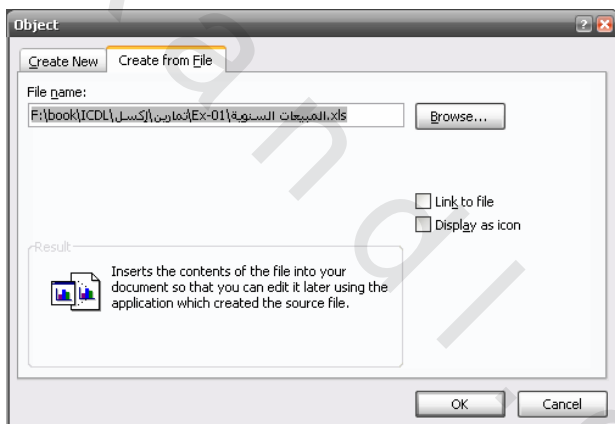 Object
Create New
Create from File
File name:
F:\book\ICDL\تمارين\إكسل\Ex-01\المبيعات السنوية.xls
Browse...
Link to file
Display as icon
Result
Inserts the contents of the file into your
document so that you can edit it later using the
application which created the source file.
OK
Cancel